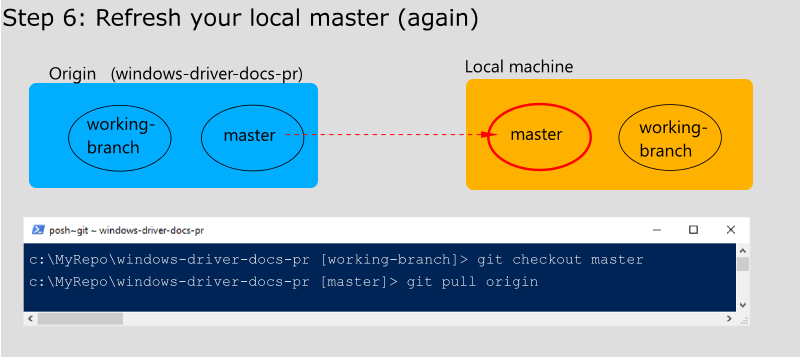 Step 6: Refresh your local master (again)
Origin (windows-driver-docs-pr)
Local machine
working-
branch
master
master
working-
branch
posh~git ~ windows-driver-docs-pr
c:\MyRepo\windows-driver-docs-pr [working-branch]> git checkout master
c:\MyRepo\windows-driver-docs-pr [master]> git pull origin